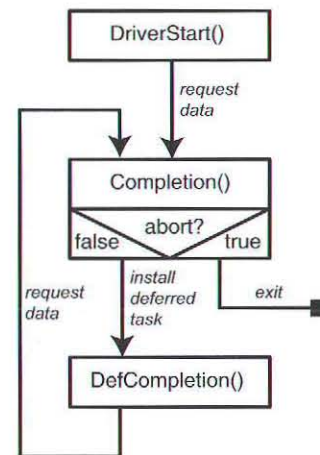 DriverStart()
request
data
Completion()
abort?
false
true
request
data
install
deferred
task
exit
DefCompletion()